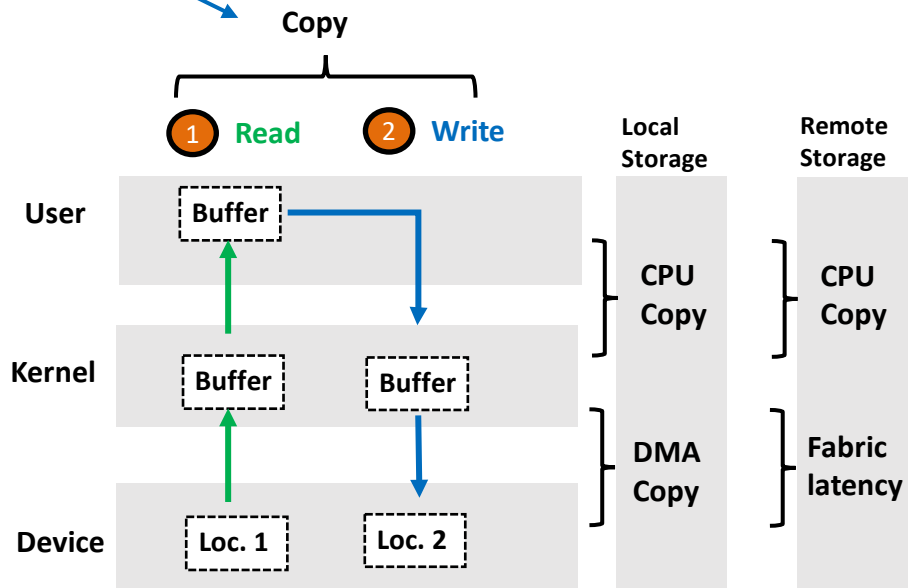 Copy
1 Read 2 Write
Local
Storage
Remote
Storage
User
Buffer
CPU
Copy
CPU
Copy
Kernel
Buffer
Buffer
DMA
Copy
Fabric
latency
Device
Loc. 1
Loc. 2